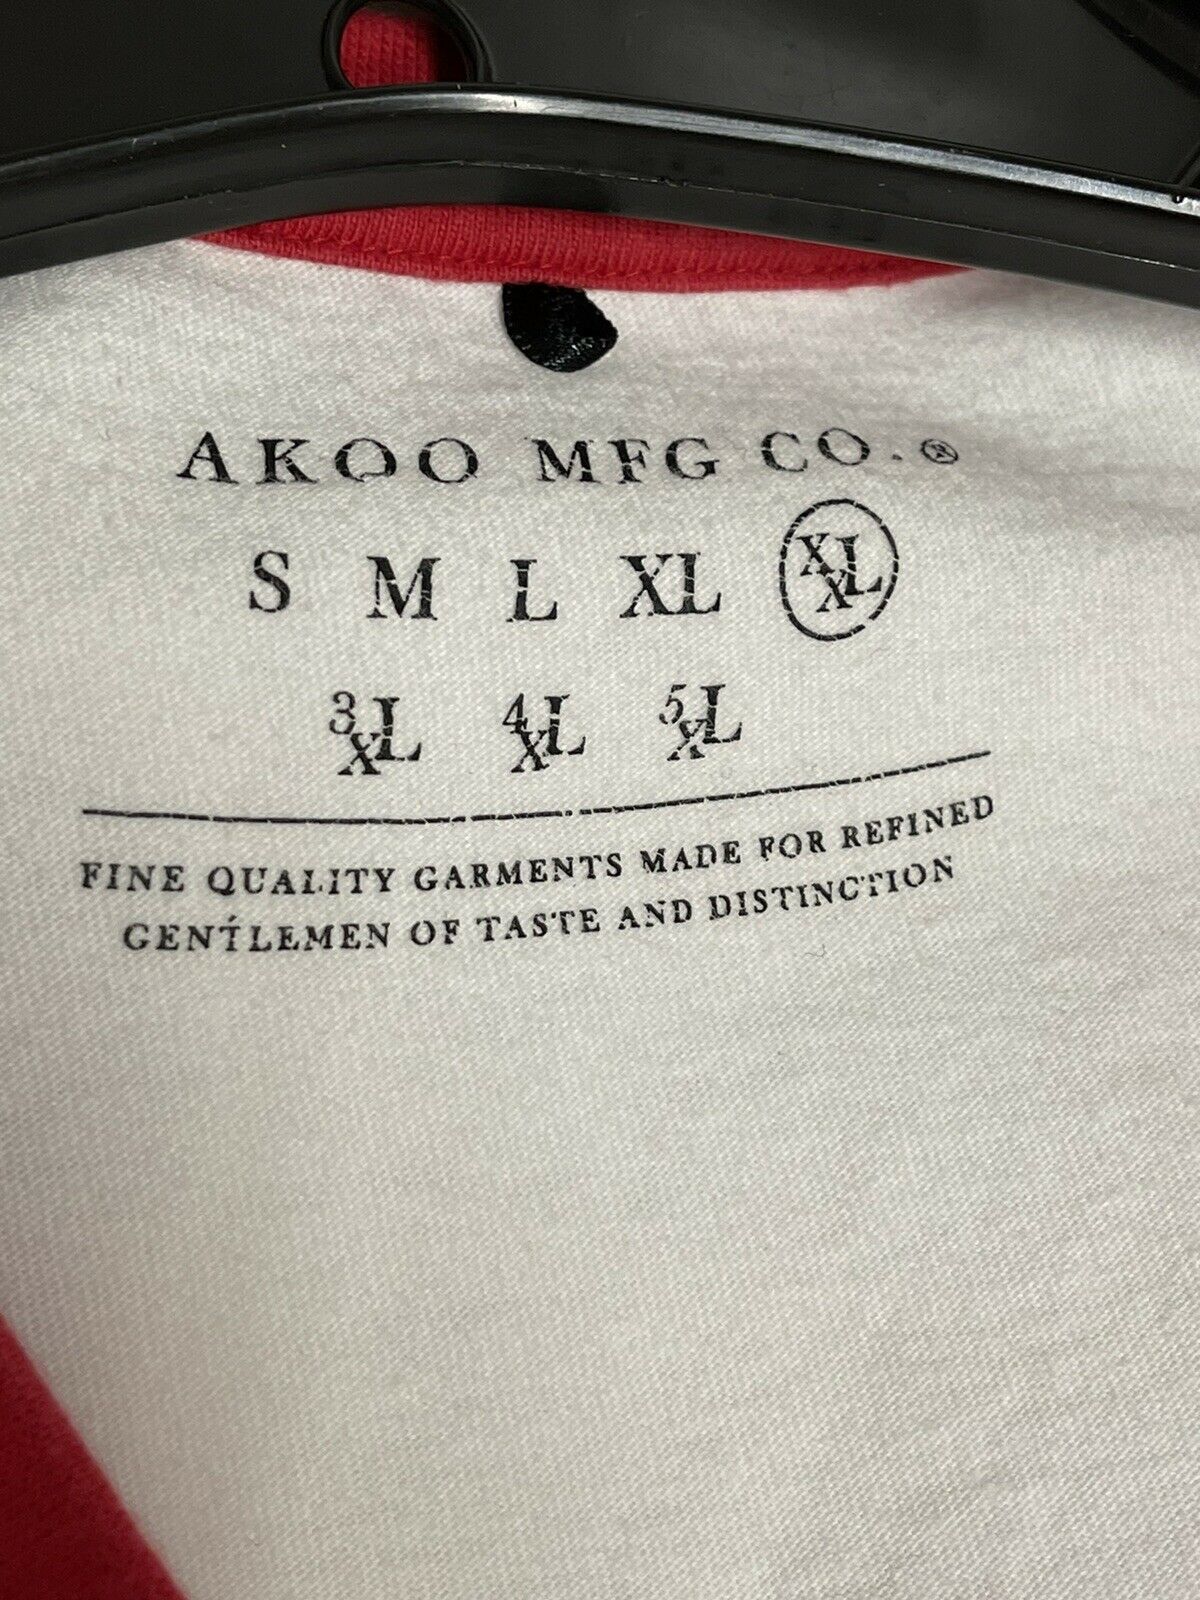 AKOO MFG CO.®
S M L XL XXL
3XL 4XL 5XL
FINE QUALITY GARMENTS MADE FOR REFINED
GENTLEMEN OF TASTE AND DISTINCTION